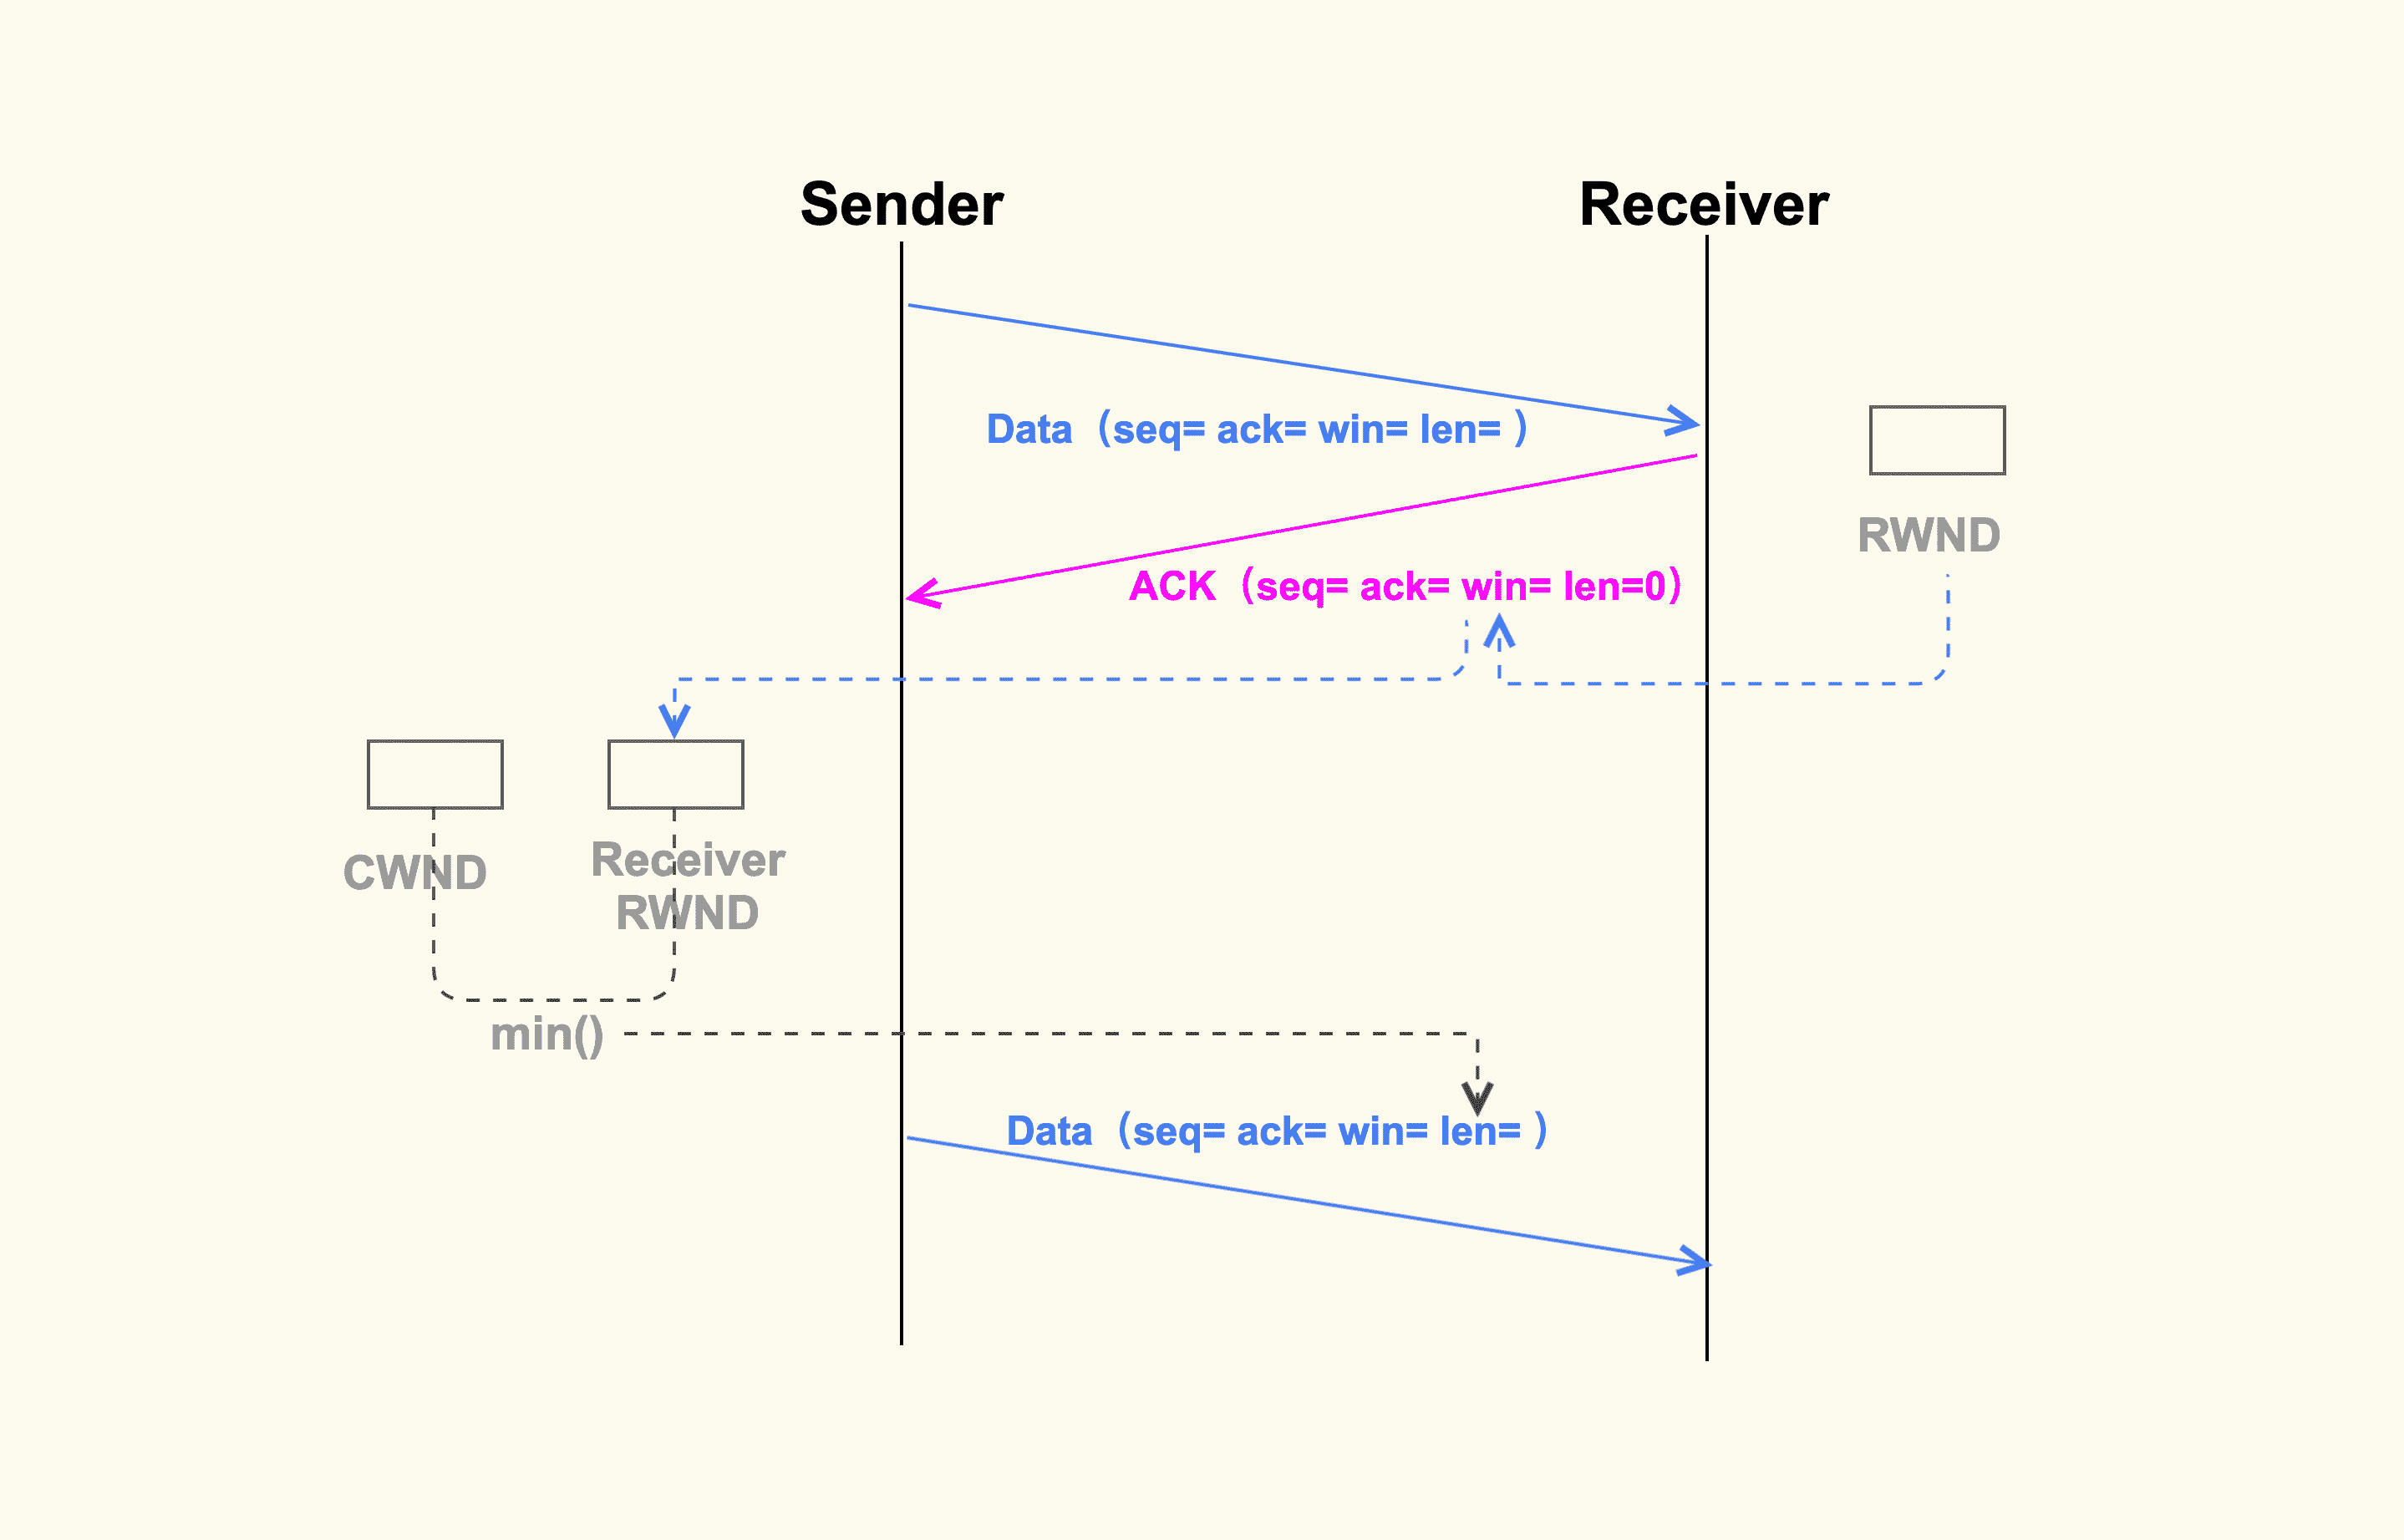 Sender
Receiver
Data（seq= ack= win= len= ）
RWND
ACK（seq= ack= win= len=0）
CWND
Receiver
RWND
min()
Data（seq= ack= win= len= ）